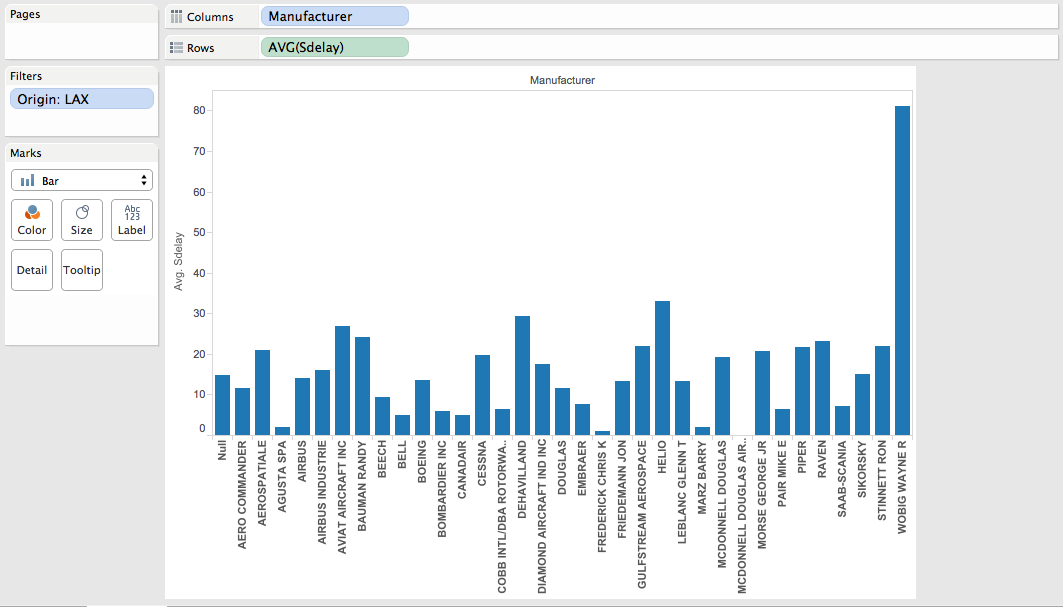 Pages
Columns
Manufacturer
Rows
AVG(Sdelay)
Filters
Origin: LAX
Marks
Bar
Color
Size
Abc
123
Label
Detail
Tooltip
Manufacturer
Avg. Sdelay
80
70
60
50
40
30
20
10
0
Null
AERO COMMANDER
AEROSPATIALE
AGUSTA SPA
AIRBUS
AIRBUS INDUSTRIE
AVIAT AIRCRAFT INC
BAUMAN RANDY
BEECH
BELL
BOEING
BOMBARDIER INC
CANADAIR
CESSNA
COBB INTL/DBA ROTORWA..
DEHAVILLAND
DIAMOND AIRCRAFT IND INC
DOUGLAS
EMBRAER
FREDERICK CHRIS K
FRIEDEMANN JON
GULFSTREAM AEROSPACE
HELIO
LEBLANC GLENN T
MARZ BARRY
MCDONNELL DOUGLAS
MCDONNELL DOUGLAS AIR..
MORSE GEORGE JR
PAIR MIKE E
PIPER
RAVEN
SAAB-SCANIA
SIKORSKY
STINNETT RON
WOBIG WAYNE R